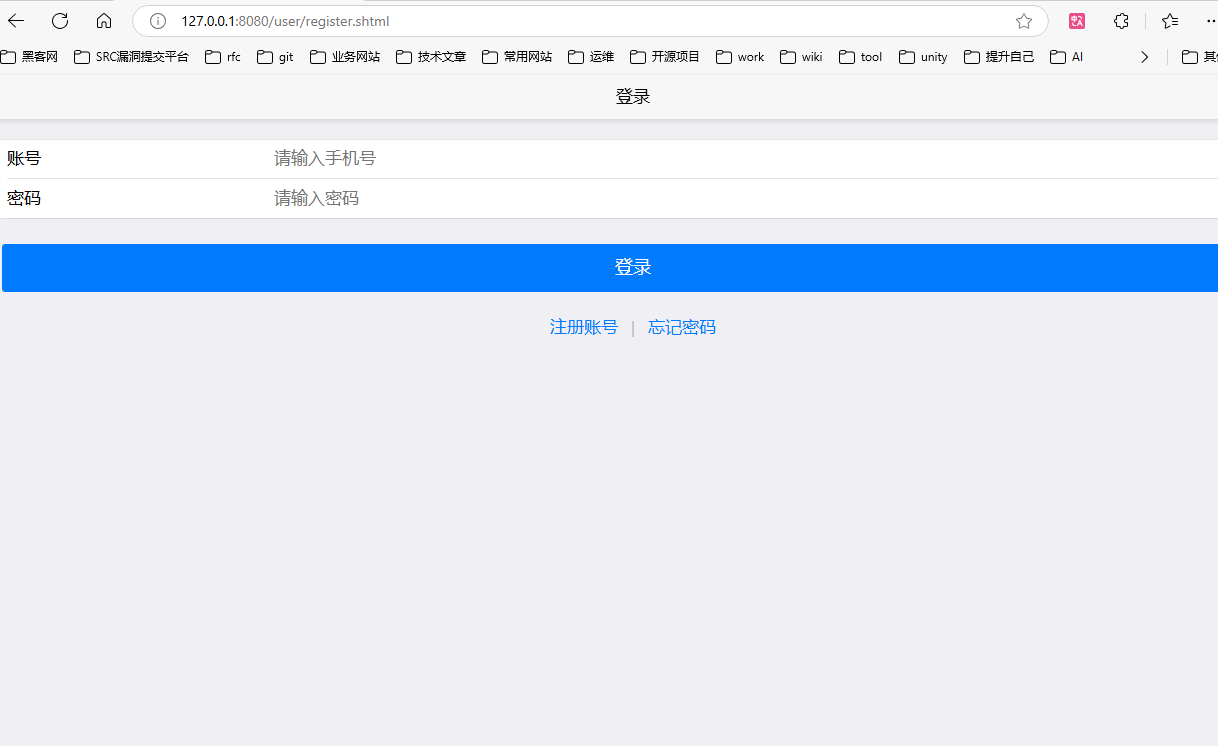 127.0.0.1:8080/user/register.shtml
黑客网 SRC漏洞提交平台 rfc git 业务网站 技术文章 常用网站 运维 开源项目 work wiki tool unity 提升自己 AI
登录
账号 请输入手机号
密码 请输入密码
登录
注册账号 | 忘记密码